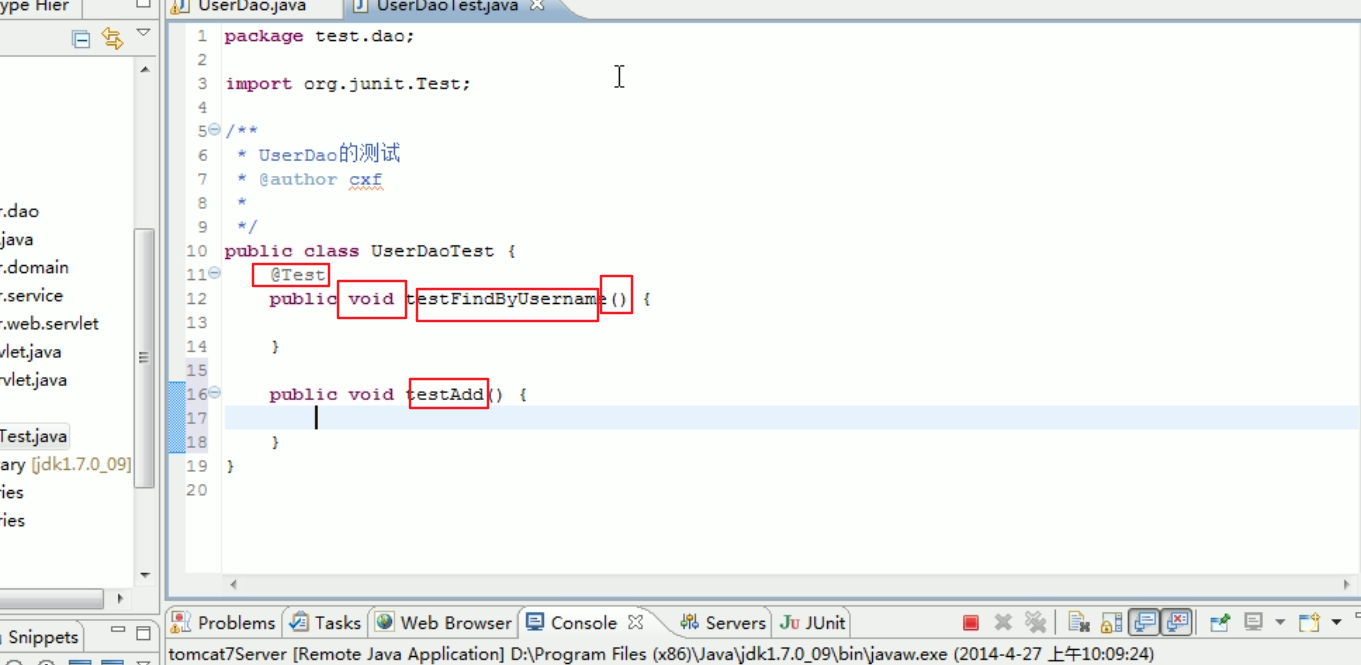 ype Hier
UserDao.java
UserDaoTest.java
r.dao
java
r.domain
r.service
r.web.servlet
vlet.java
rvlet.java
Test.java
ary [jdk1.7.0_09]
ries
ries
Snippets
1 package test.dao;
2
3 import org.junit.Test;
4
5 /**
6 * UserDao的测试
7 * @author cxf
8 *
9 */
10 public class UserDaoTest {
11 @Test
12 public void testFindByUsername() {
13
14 }
15
16 public void testAdd() {
17
18 }
19 }
20
Problems Tasks Web Browser Console Servers Ju JUnit
tomcat7Server [Remote Java Application] D:\Program Files (x86)\Java\jdk1.7.0_09\bin\javaw.exe (2014-4-27 上午10:09:24)